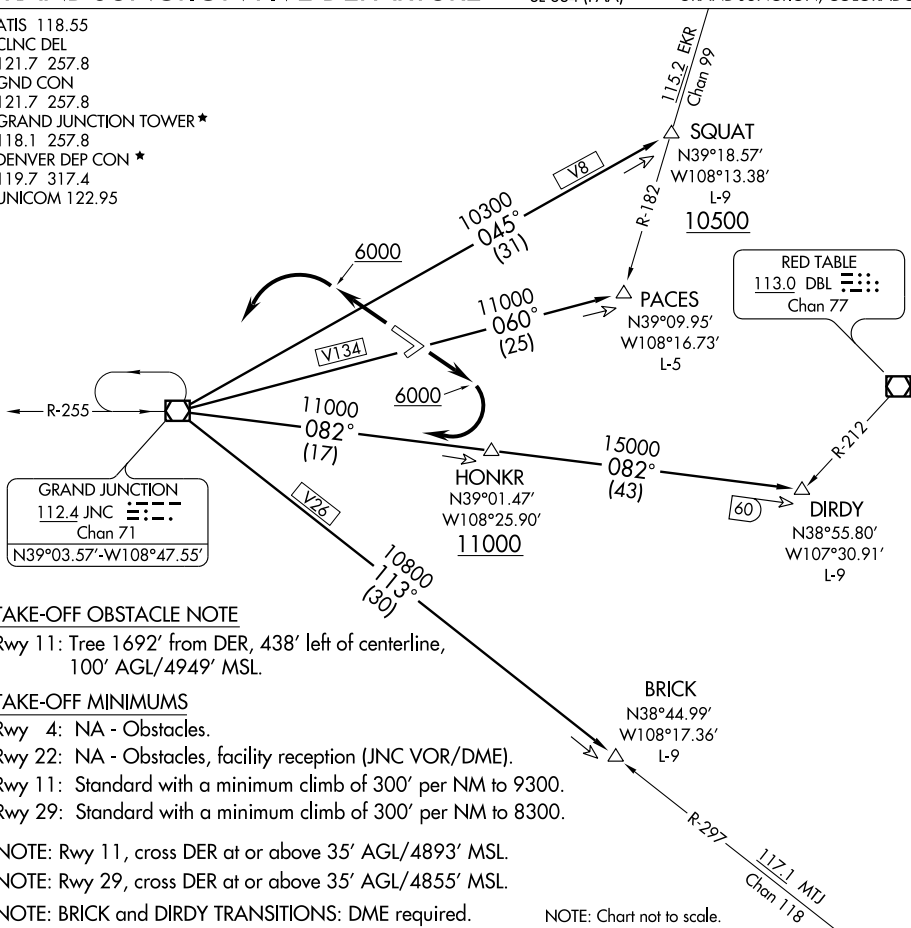 ATIS 118.55
CLNC DEL
121.7 257.8
GND CON
121.7 257.8
GRAND JUNCTION TOWER★
118.1 257.8
DENVER DEP CON ★
119.7 317.4
UNICOM 122.95
115.2 EKR
Chan 99
SQUAT
N39°18.57'
W108°13.38'
L-9
10500
V8
10300
045°
(31)
R-182
6000
RED TABLE
113.0 DBL
Chan 77
11000
060°
(25)
PACES
N39°09.95'
W108°16.73'
L-5
V134
6000
R-255
11000
082°
(17)
15000
082°
(43)
R-212
HONKR
N39°01.47'
W108°25.90'
11000
60
DIRDY
N38°55.80'
W107°30.91'
L-9
GRAND JUNCTION
112.4 JNC
Chan 71
N39°03.57'-W108°47.55'
V26
10800
113°
(30)
TAKE-OFF OBSTACLE NOTE
Rwy 11: Tree 1692' from DER, 438' left of centerline,
100' AGL/4949' MSL.
TAKE-OFF MINIMUMS
Rwy 4: NA - Obstacles.
Rwy 22: NA - Obstacles, facility reception (JNC VOR/DME).
Rwy 11: Standard with a minimum climb of 300' per NM to 9300.
Rwy 29: Standard with a minimum climb of 300' per NM to 8300.
BRICK
N38°44.99'
W108°17.36'
L-9
R-297
117.1 MTJ
Chan 118
NOTE: Rwy 11, cross DER at or above 35' AGL/4893' MSL.
NOTE: Rwy 29, cross DER at or above 35' AGL/4855' MSL.
NOTE: BRICK and DIRDY TRANSITIONS: DME required.
NOTE: Chart not to scale.